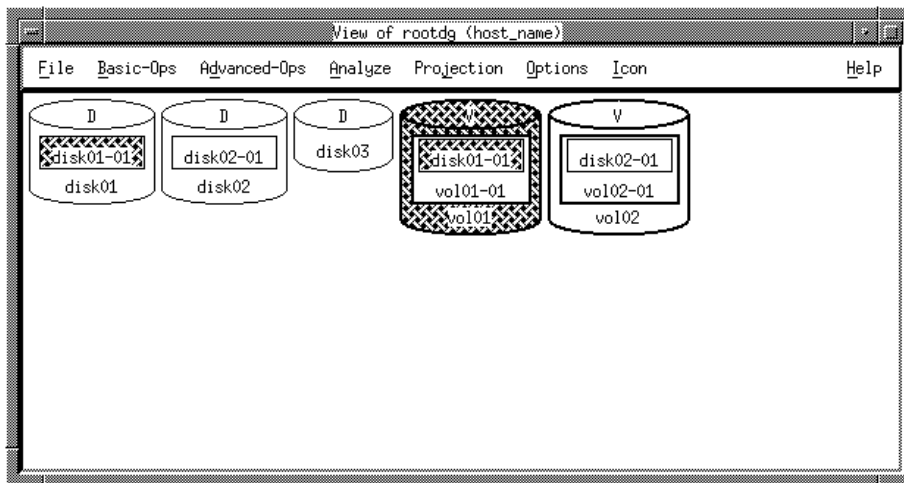 View of rootdg (host_name)
File Basic-Ops Advanced-Ops Analyze Projection Options Icon Help
D D D V V
disk01-01 disk02-01 disk03 disk01-01 disk02-01
disk01 disk02 vol01-01 vol02-01
vol01 vol02